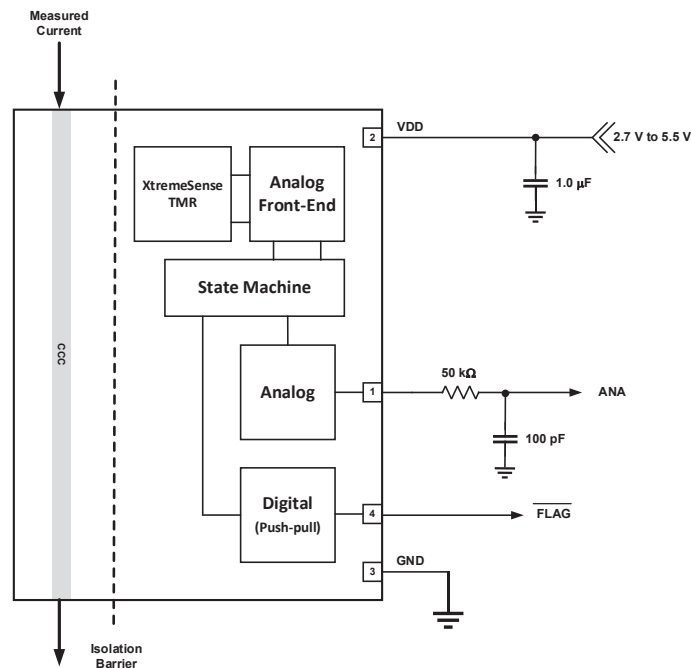 Measured
Current
2
VDD
2.7 V to 5.5 V
1.0 µF
XtremeSense
TMR
Analog
Front-End
State Machine
CCC
Analog
1
50 kΩ
ANA
100 pF
Digital
(Push-pull)
4
FLAG
GND
3
Isolation
Barrier